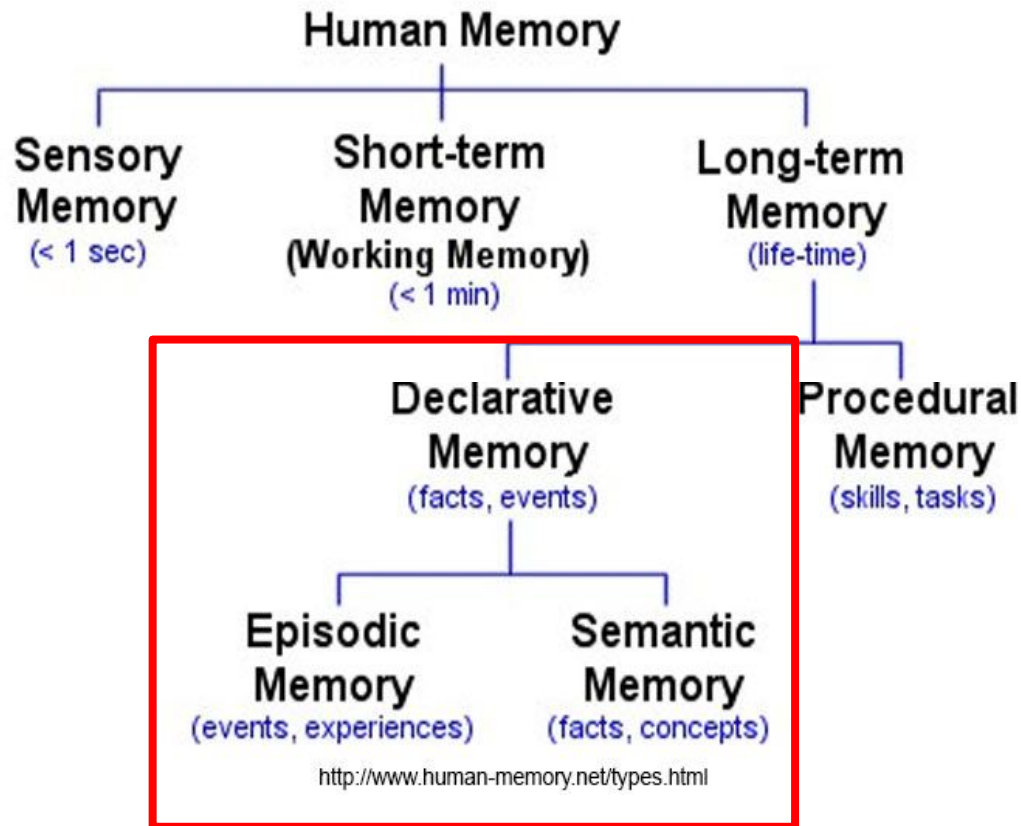 Human Memory
Sensory
Memory
(< 1 sec)
Short-term
Memory
(Working Memory)
(< 1 min)
Long-term
Memory
(life-time)
Declarative
Memory
(facts, events)
Procedural
Memory
(skills, tasks)
Episodic
Memory
(events, experiences)
Semantic
Memory
(facts, concepts)
http://www.human-memory.net/types.html